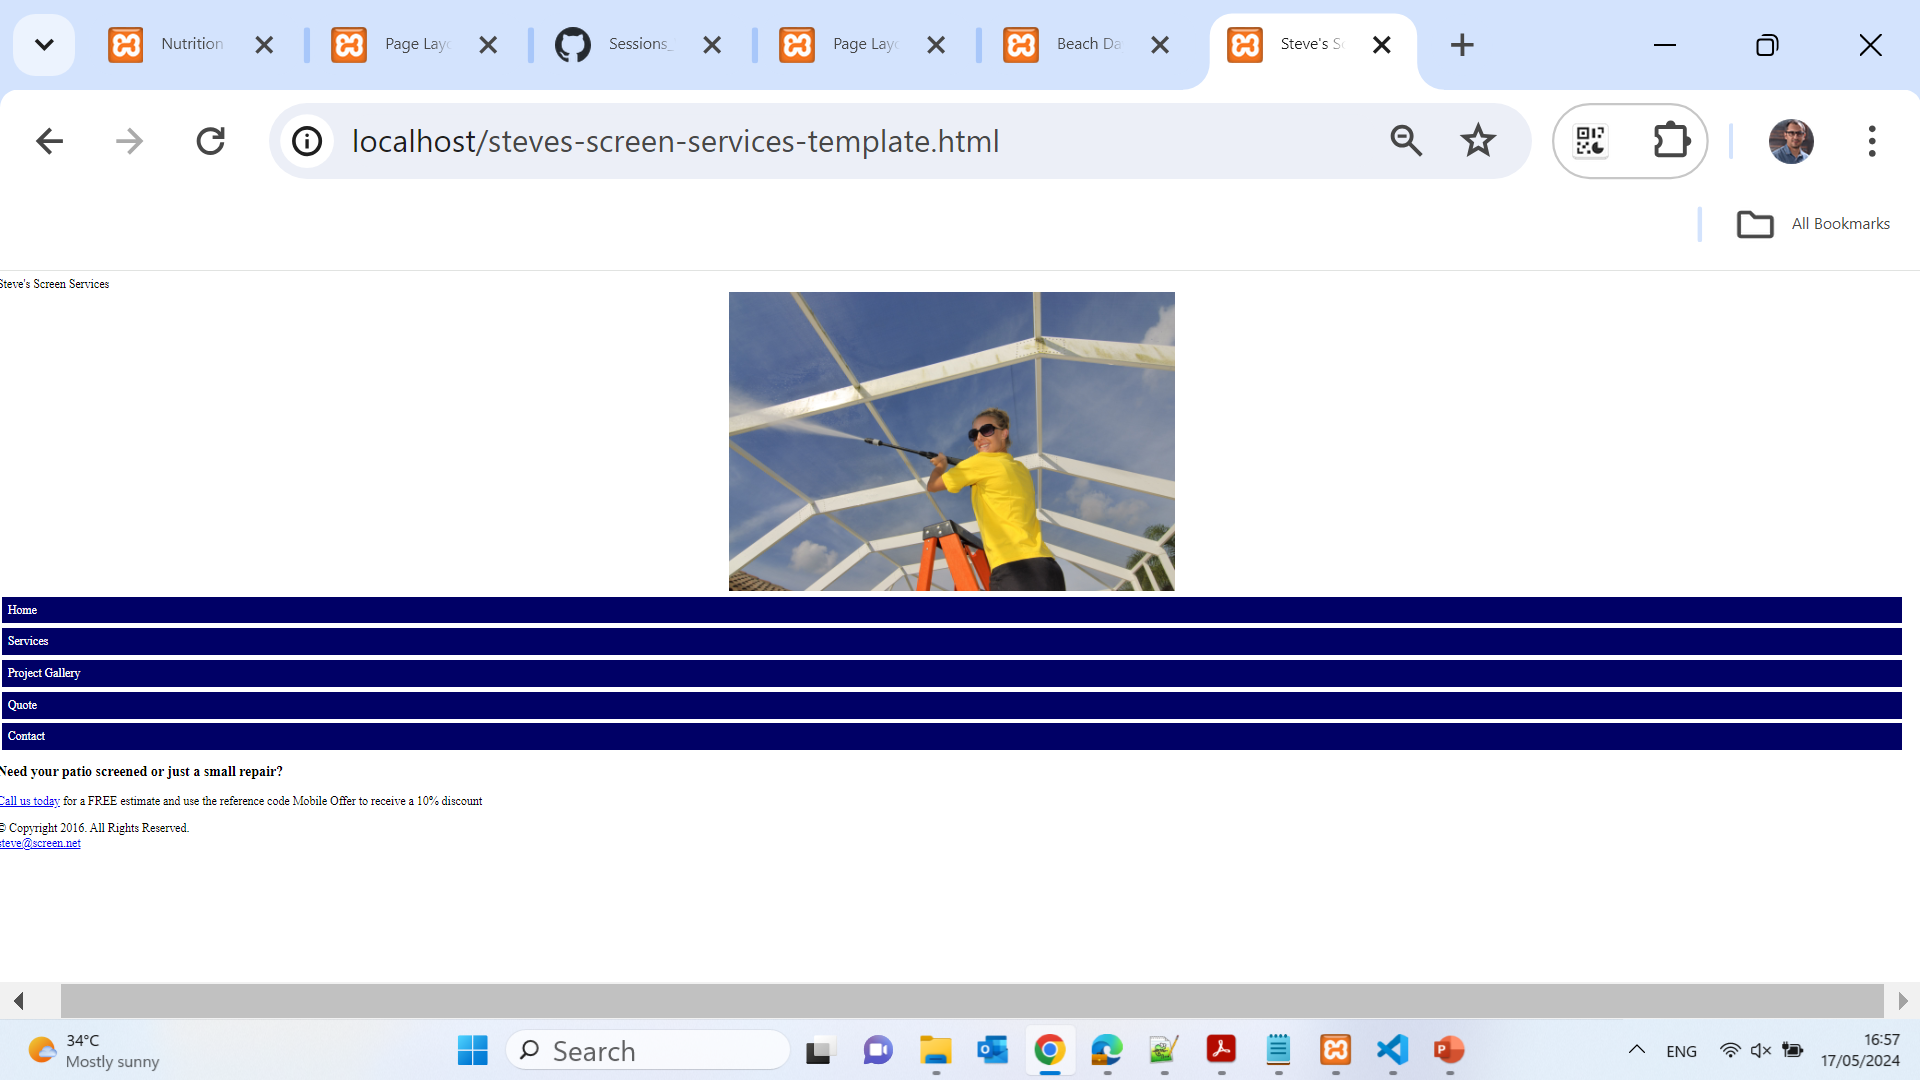 Nutrition
Page Layo
Sessions_
Page Layo
Beach Da
Steve's Se
localhost/steves-screen-services-template.html
All Bookmarks
Steve's Screen Services
Home
Services
Project Gallery
Quote
Contact
Need your patio screened or just a small repair?
Call us today for a FREE estimate and use the reference code Mobile Offer to receive a 10% discount
© Copyright 2016. All Rights Reserved.
steve@screen.net
34°C
Mostly sunny
Search
ENG
16:57
17/05/2024